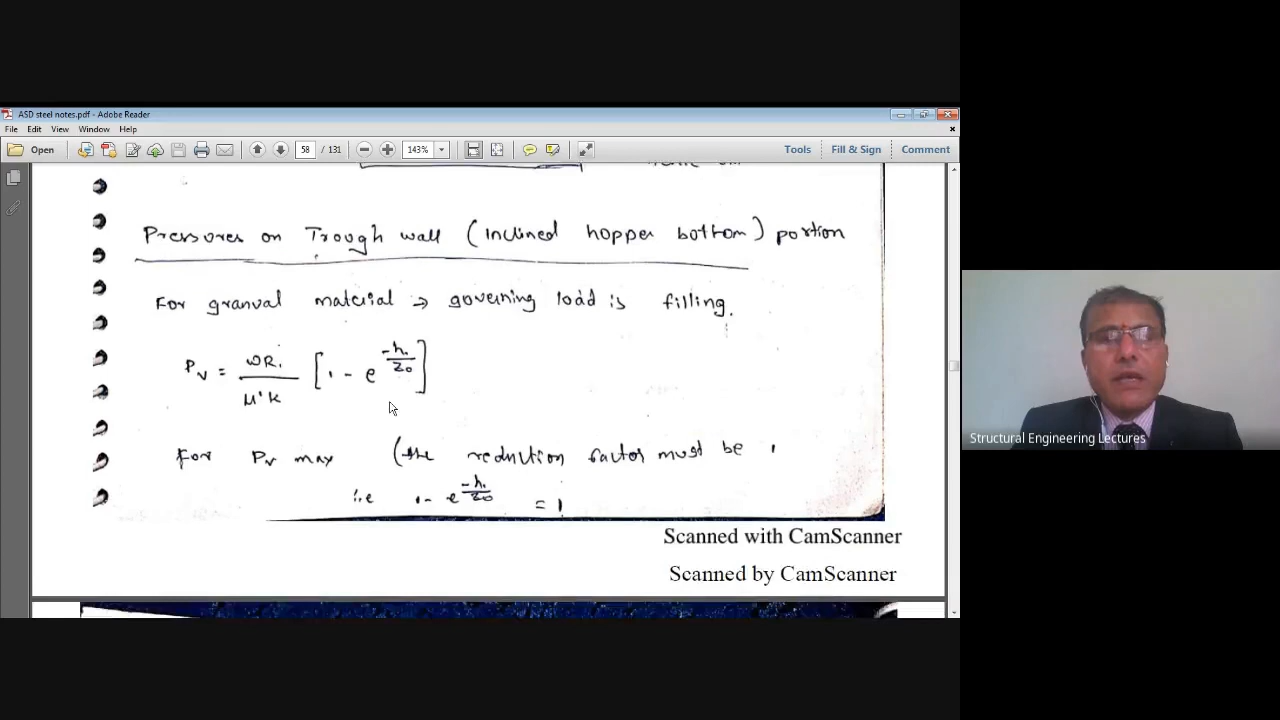 ASD steel notes.pdf - Adobe Reader
File Edit View Window Help
Open 58 / 131 143% Tools Fill & Sign Comment
Pressures on Trough wall (Inclined hopper bottom) portion
For granual material → governing load is filling.
Pv = wR / μ'k [1 - e^(-h/zo)]
For Pv max (the reduction factor must be 1
i.e 1 - e^(-h/zo) = 1
Scanned with CamScanner
Scanned by CamScanner
Structural Engineering Lectures